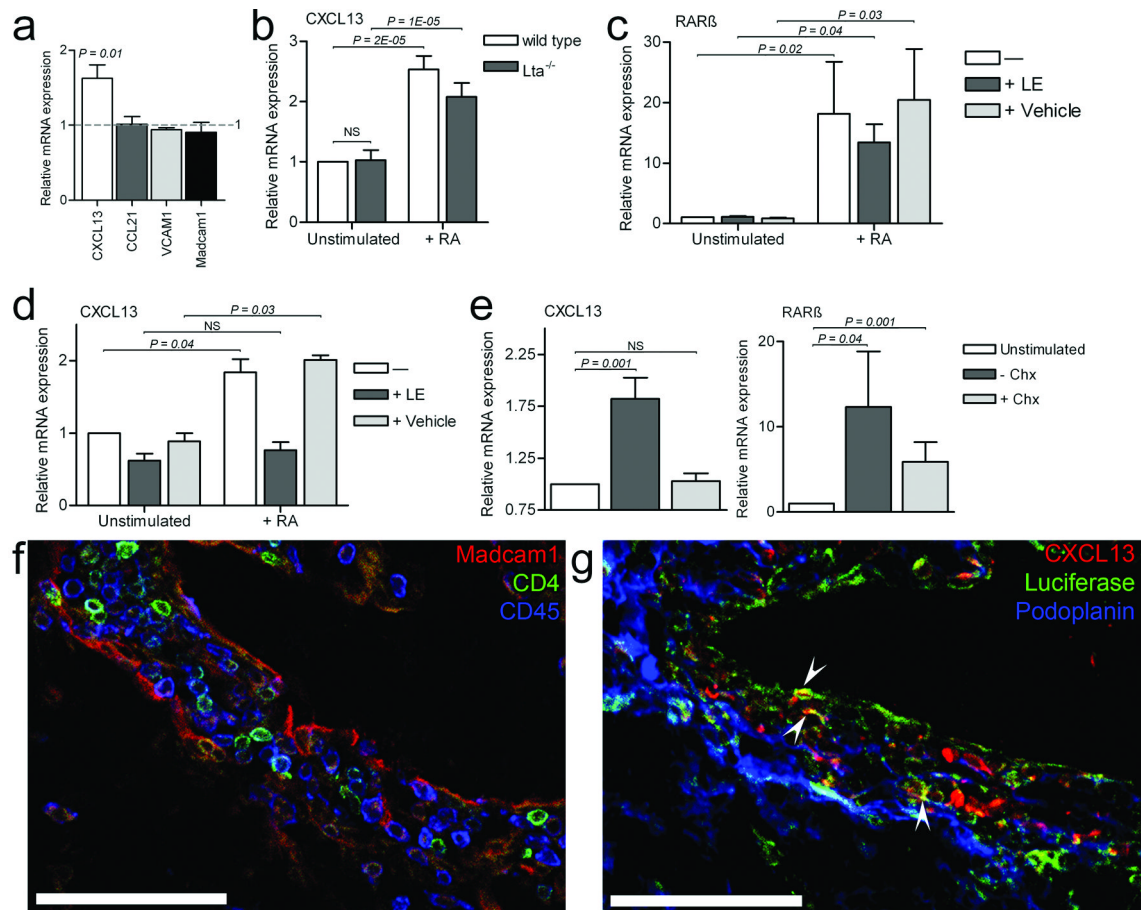 a
Relative mRNA expression
2
1
0
P = 0.01
1
CXCL13
CCL21
VCAM1
Madcam1
b
CXCL13
P = 1E-05
P = 2E-05
NS
Relative mRNA expression
3
2
1
0
Unstimulated
+ RA
wild type
Lta-/-
c
RARß
P = 0.03
P = 0.04
P = 0.02
Relative mRNA expression
30
20
10
0
Unstimulated
+ RA
—
+ LE
+ Vehicle
d
CXCL13
P = 0.03
NS
P = 0.04
Relative mRNA expression
2
1
0
Unstimulated
+ RA
—
+ LE
+ Vehicle
e
CXCL13
NS
P = 0.001
Relative mRNA expression
2.25
1.75
1.25
0.75
RARß
P = 0.001
P = 0.04
Relative mRNA expression
20
10
0
Unstimulated
- Chx
+ Chx
f
Madcam1
CD4
CD45
g
CXCL13
Luciferase
Podoplanin